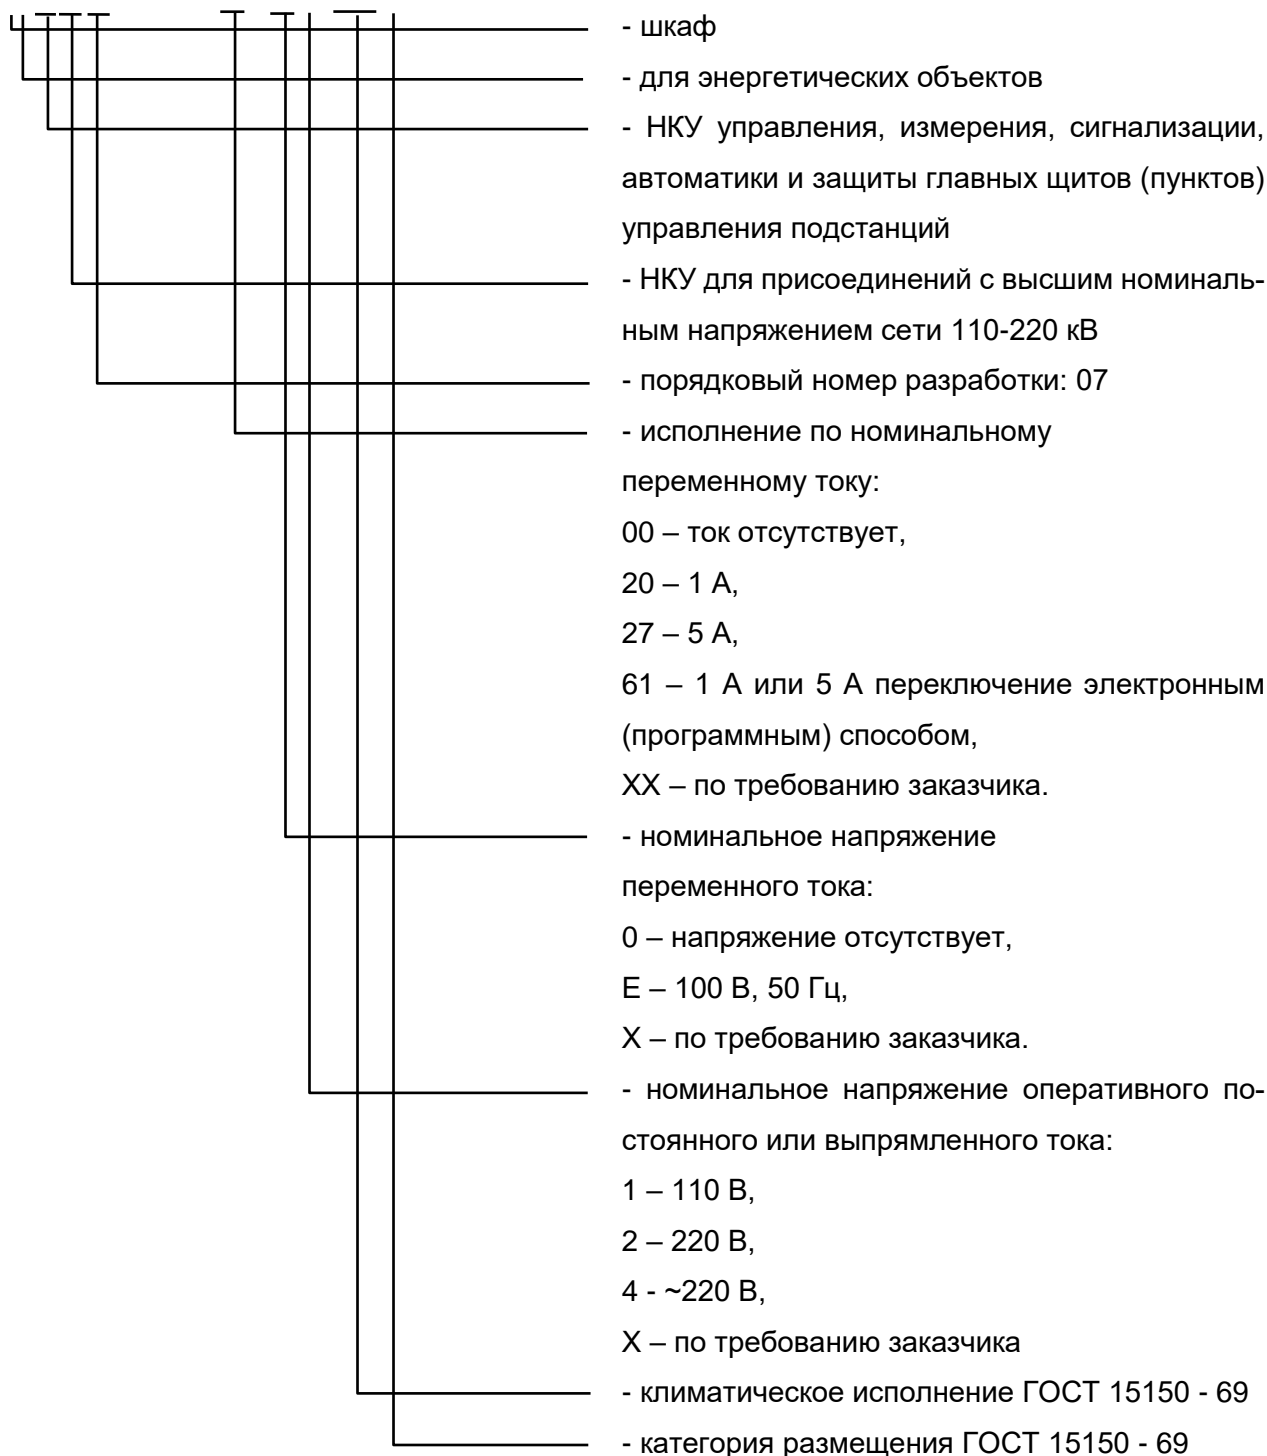 - шкаф
- для энергетических объектов
- НКУ управления, измерения, сигнализации,
автоматики и защиты главных щитов (пунктов)
управления подстанций
- НКУ для присоединений с высшим номиналь-
ным напряжением сети 110-220 кВ
- порядковый номер разработки: 07
- исполнение по номинальному
переменному току:
00 – ток отсутствует,
20 – 1 А,
27 – 5 А,
61 – 1 А или 5 А переключение электронным
(программным) способом,
ХХ – по требованию заказчика.
- номинальное напряжение
переменного тока:
0 – напряжение отсутствует,
Е – 100 В, 50 Гц,
Х – по требованию заказчика.
- номинальное напряжение оперативного по-
стоянного или выпрямленного тока:
1 – 110 В,
2 – 220 В,
4 - ~220 В,
Х – по требованию заказчика
- климатическое исполнение ГОСТ 15150 - 69
- категория размещения ГОСТ 15150 - 69